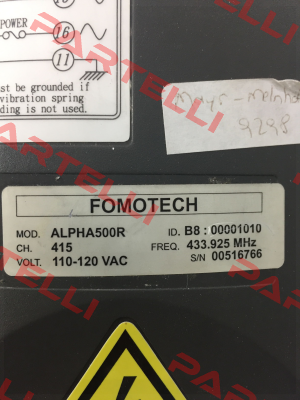 POWER
16
11
must be grounded if
vibration spring
ding is not used.
9298
FOMOTECH
MOD. ALPHA500R ID. B8 : 00001010
CH. 415 FREQ. 433.925 MHz
VOLT. 110-120 VAC S/N 00516766
PARTELLI